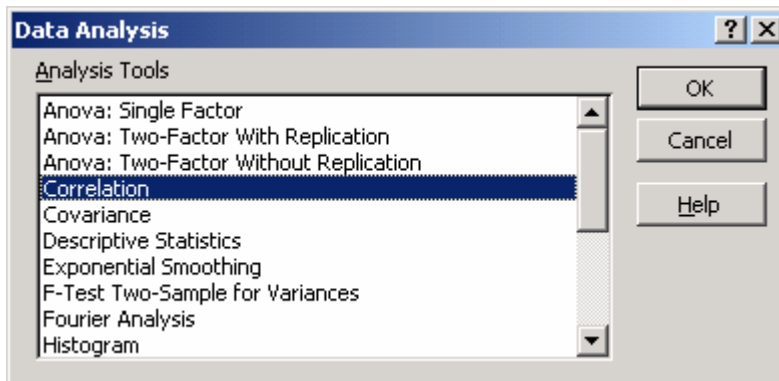 Data Analysis
Analysis Tools
Anova: Single Factor
Anova: Two-Factor With Replication
Anova: Two-Factor Without Replication
Correlation
Covariance
Descriptive Statistics
Exponential Smoothing
F-Test Two-Sample for Variances
Fourier Analysis
Histogram
OK
Cancel
Help